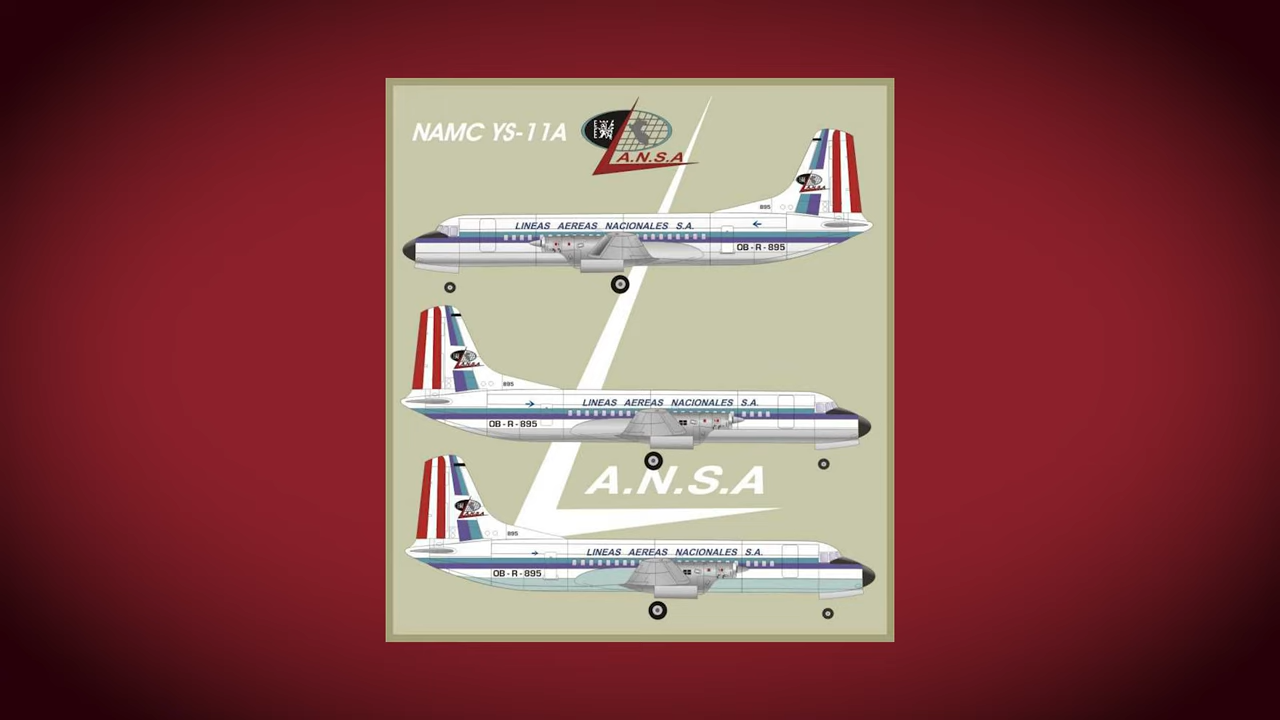 NAMC YS-11A
A.N.S.A
895
LINEAS AEREAS NACIONALES S.A.
OB-R-895
895
LINEAS AEREAS NACIONALES S.A.
OB-R-895
A.N.S.A
895
LINEAS AEREAS NACIONALES S.A.
OB-R-895